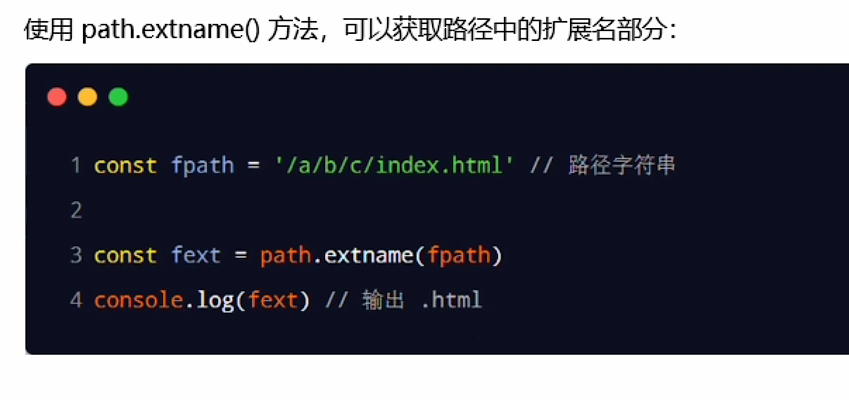 使用 path.extname() 方法，可以获取路径中的扩展名部分：
1 const fpath = '/a/b/c/index.html' // 路径字符串
2
3 const fext = path.extname(fpath)
4 console.log(fext) // 输出 .html